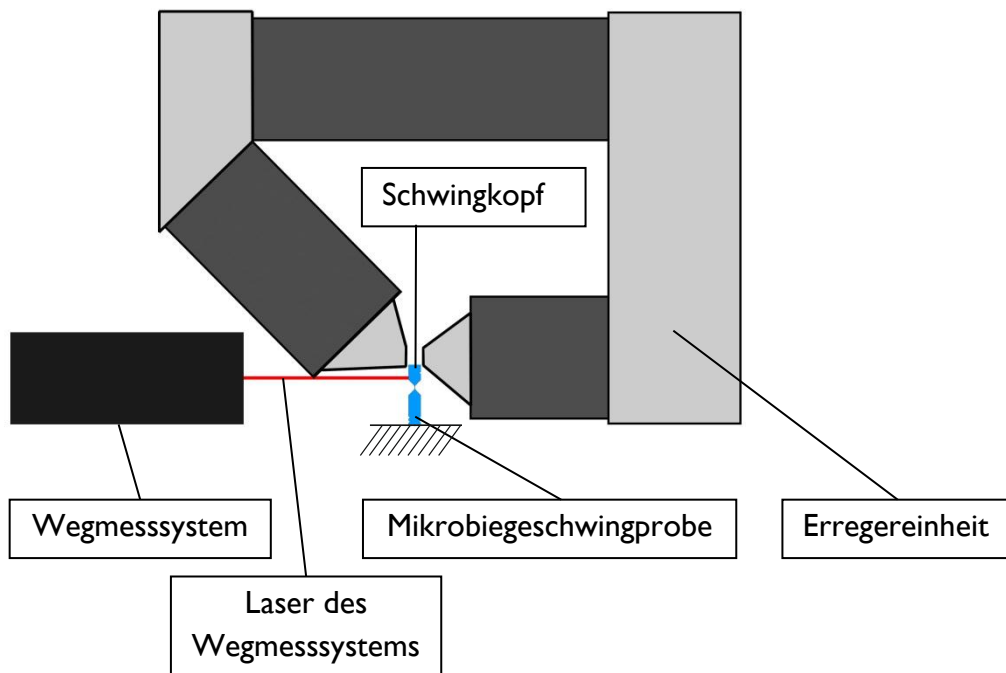 Schwingkopf
Wegmesssystem
Mikrobiegeschwingprobe
Erregereinheit
Laser des
Wegmesssystems